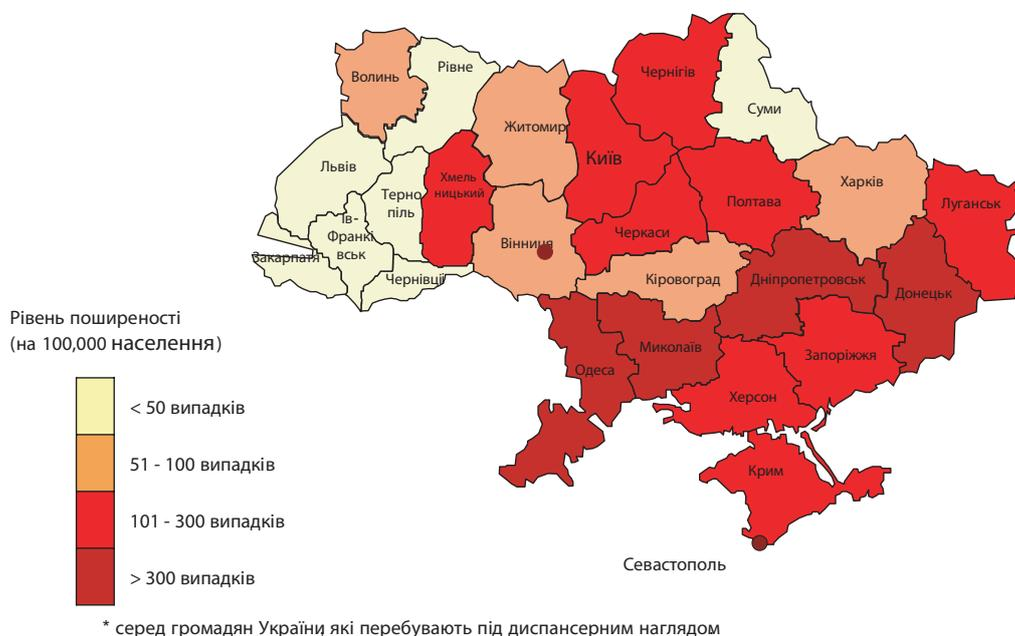 Волинь
Рівне
Житомир
Київ
Чернігів
Суми
Львів
Терно
піль
Хмель
ницький
Ів-
Франкі
вськ
Закарпатя
Чернівці
Вінниця
Черкаси
Полтава
Харків
Луганськ
Кіровоград
Дніпропетровськ
Донецьк
Миколаїв
Одеса
Запоріжжя
Херсон
Крим
Севастополь
Рівень поширеності
(на 100,000 населення)
< 50 випадків
51 - 100 випадків
101 - 300 випадків
> 300 випадків
* серед громадян України, які перебувають під диспансерним наглядом